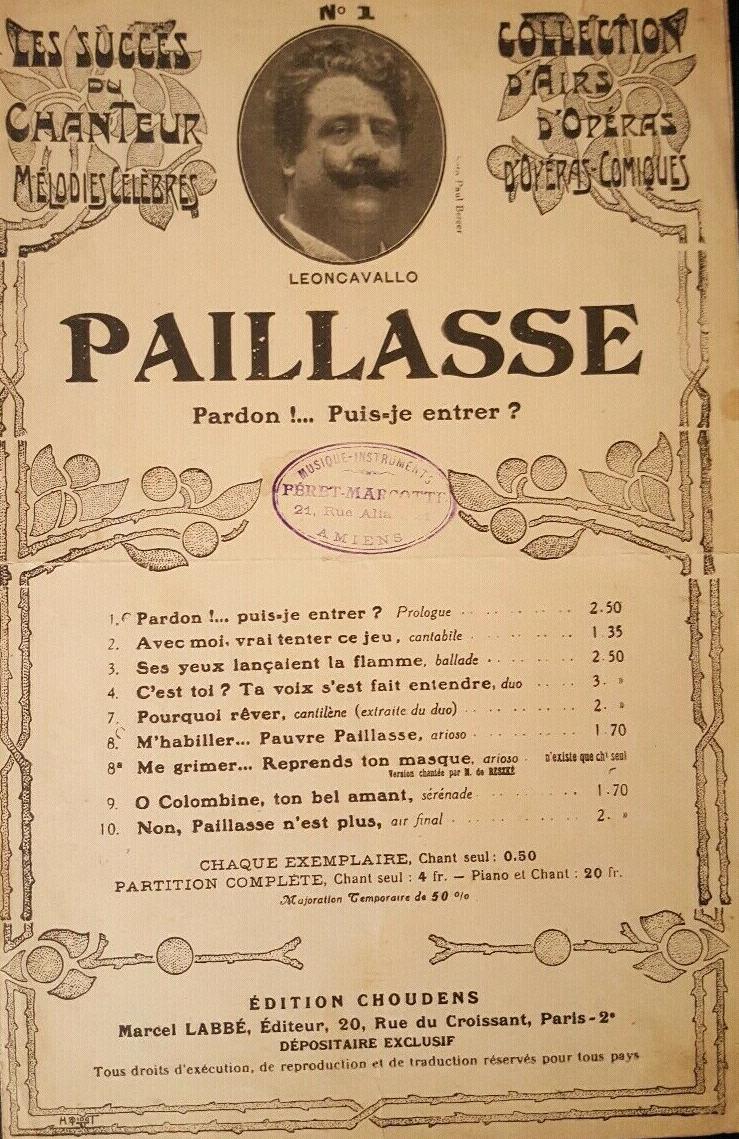 No 1
LES SUCCÈS
DU
CHANTEUR
MÉLODIES CÉLÈBRES
COLLECTION
D'AIRS
D'OPÉRAS
D'OPÉRAS-COMIQUES
Paul Berger
LEONCAVALLO
PAILLASSE
Pardon !... Puis-je entrer ?
MUSIQUE-INSTRUMENTS
PÉRET-MARCOTTE
21, Rue
AMIENS
1. Pardon !... puis-je entrer ? Prologue 2.50
2. Avec moi, vrai tenter ce jeu, cantabile 1 35
3. Ses yeux lançaient la flamme, ballade 2.50
4. C'est toi ? Ta voix s'est fait entendre, duo 3. »
7. Pourquoi rêver, cantilène (extraite du duo) 2. »
8. M'habiller... Pauvre Paillasse, arioso 1 70
8a Me grimer... Reprends ton masque, arioso n'existe que cht seul
Version chantée par M. de RESZKÉ
9. O Colombine, ton bel amant, sérénade 1.70
10. Non, Paillasse n'est plus, air final 2. »
CHAQUE EXEMPLAIRE, Chant seul : 0.50
PARTITION COMPLÈTE, Chant seul : 4 fr. — Piano et Chant : 20 fr.
Majoration Temporaire de 50 %
ÉDITION CHOUDENS
Marcel LABBÉ, Éditeur, 20, Rue du Croissant, Paris-2e
DÉPOSITAIRE EXCLUSIF
Tous droits d'exécution, de reproduction et de traduction réservés pour tous pays